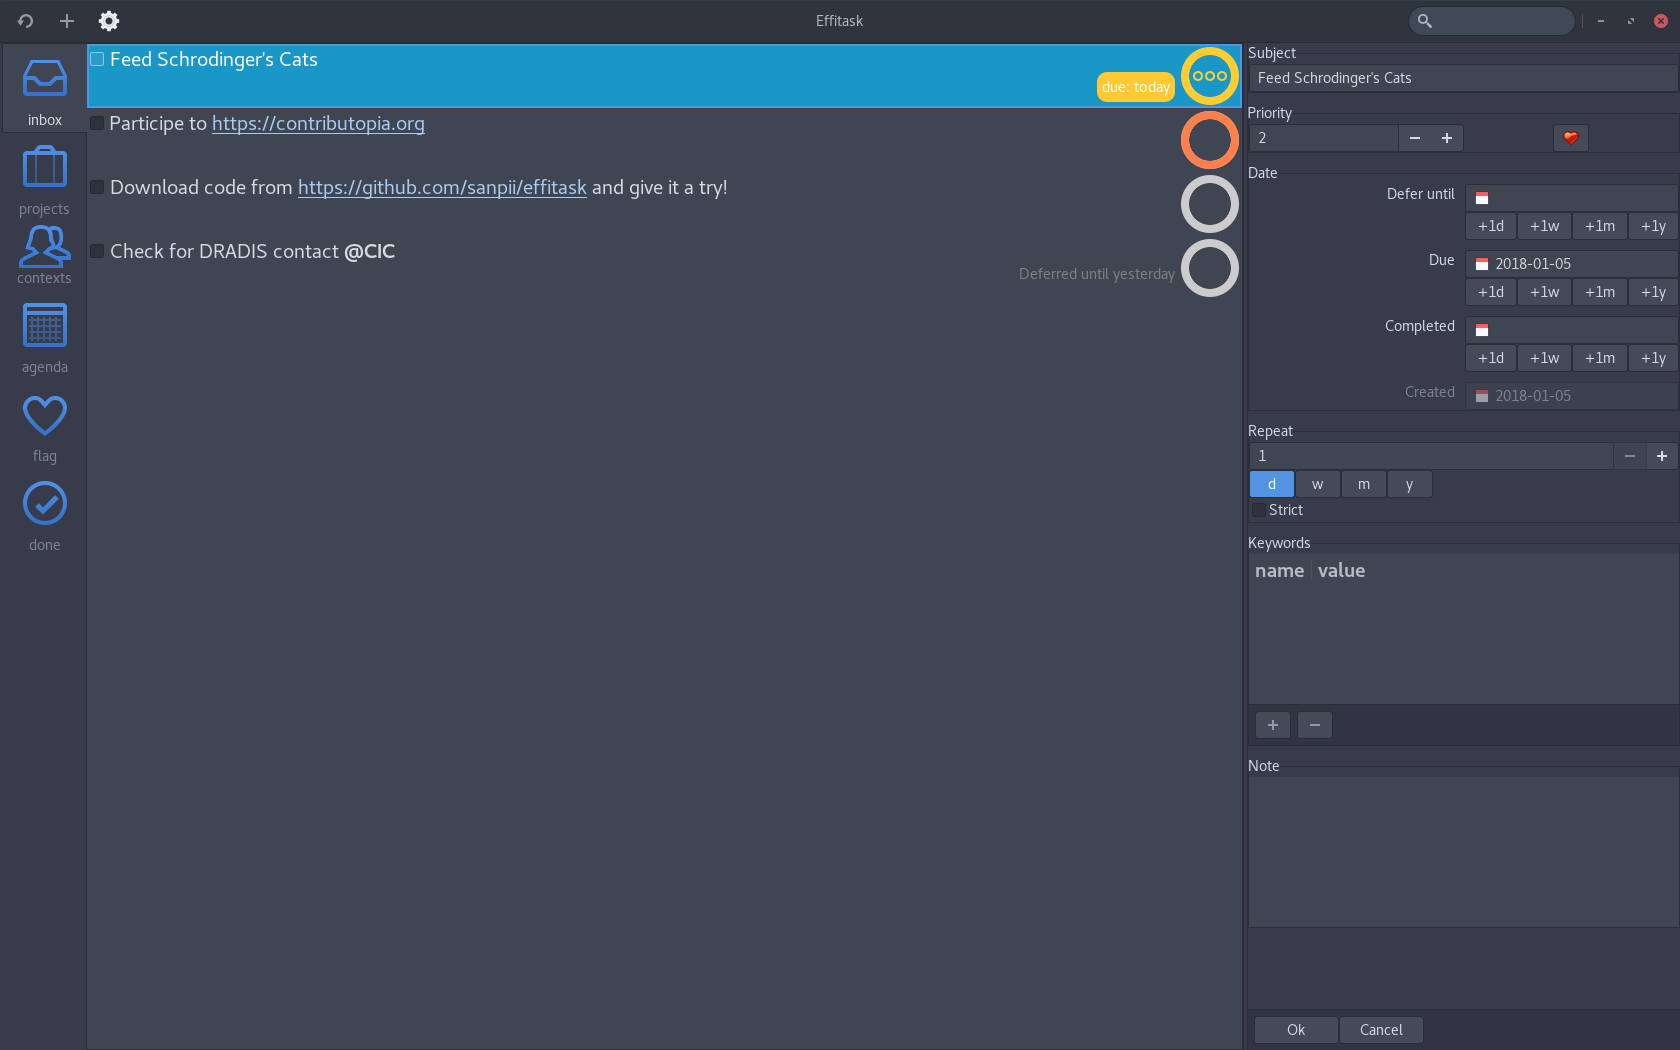 Effitask
inbox
projects
contexts
agenda
flag
done
Feed Schrodinger's Cats
due: today
Participe to https://contributopia.org
Download code from https://github.com/sanpii/effitask and give it a try!
Check for DRADIS contact @CIC
Deferred until yesterday
Subject
Feed Schrodinger's Cats
Priority
2 − +
Date
Defer until
+1d +1w +1m +1y
Due 2018-01-05
+1d +1w +1m +1y
Completed
+1d +1w +1m +1y
Created 2018-01-05
Repeat
1 − +
d w m y
Strict
Keywords
name value
+ −
Note
Ok Cancel